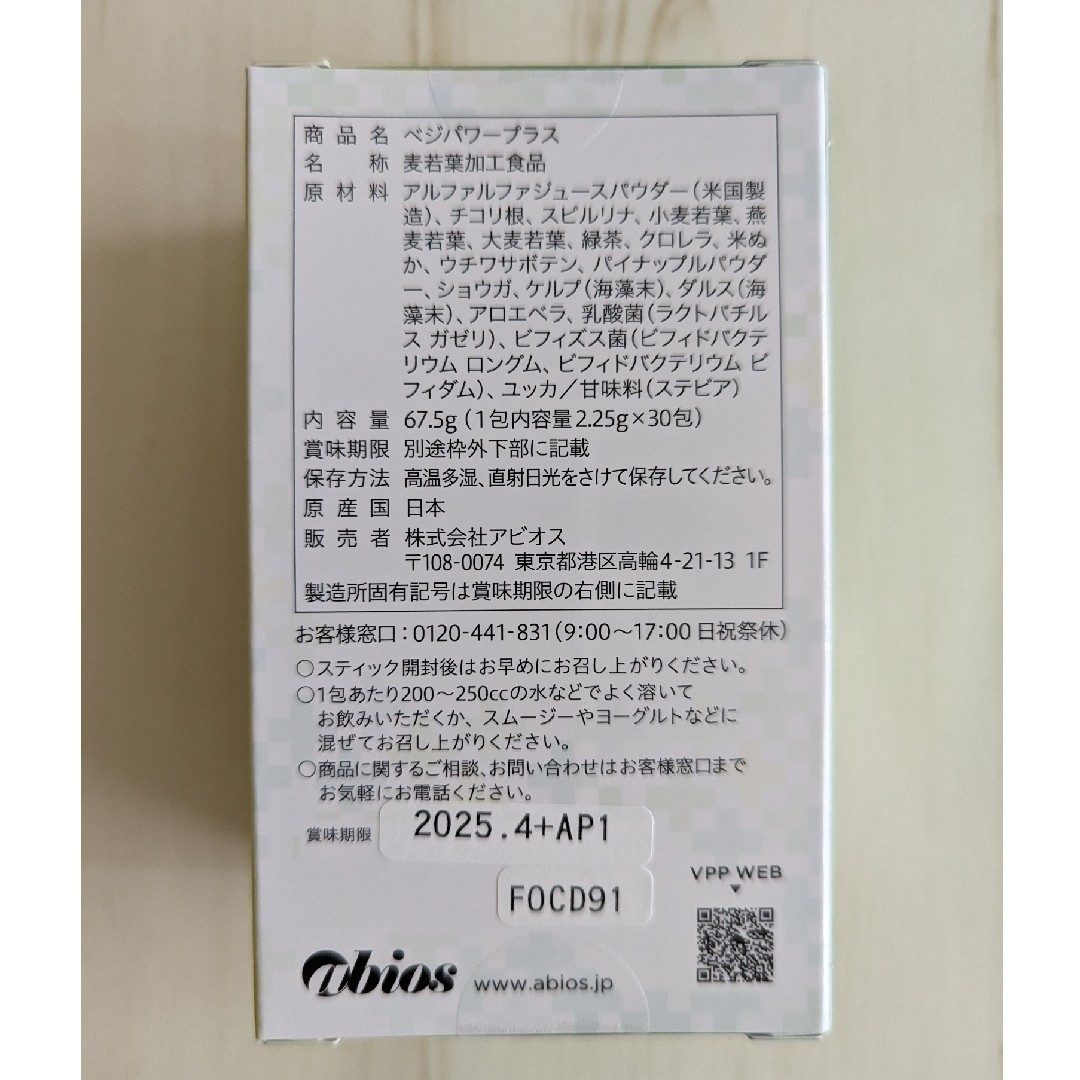 商品名 ベジパワープラス
名称 麦若葉加工食品
原材料 アルファルファジュースパウダー(米国製
造)、チコリ根、スピルリナ、小麦若葉、燕
麦若葉、大麦若葉、緑茶、クロレラ、米ぬ
か、ウチワサボテン、パイナップルパウダ
ー、ショウガ、ケルプ(海藻末)、ダルス(海
藻末)、アロエベラ、乳酸菌(ラクトバチル
ス ガゼリ)、ビフィズス菌(ビフィドバクテ
リウム ロングム、ビフィドバクテリウム ビ
フィダム)、ユッカ/甘味料(ステビア)
内容量 67.5g(1包内容量2.25g×30包)
賞味期限 別途枠外下部に記載
保存方法 高温多湿、直射日光をさけて保存してください。
原産国 日本
販売者 株式会社アビオス
〒108-0074 東京都港区高輪4-21-13 1F
製造所固有記号は賞味期限の右側に記載
お客様窓口:0120-441-831(9:00〜17:00 日祝祭休)
○スティック開封後はお早めにお召し上がりください。
○1包あたり200〜250ccの水などでよく溶いて
お飲みいただくか、スムージーやヨーグルトなどに
混ぜてお召し上がりください。
○商品に関するご相談、お問い合わせはお客様窓口まで
お気軽にお電話ください。
賞味期限 2025.4+AP1
F0CD91
VPP WEB
abios www.abios.jp